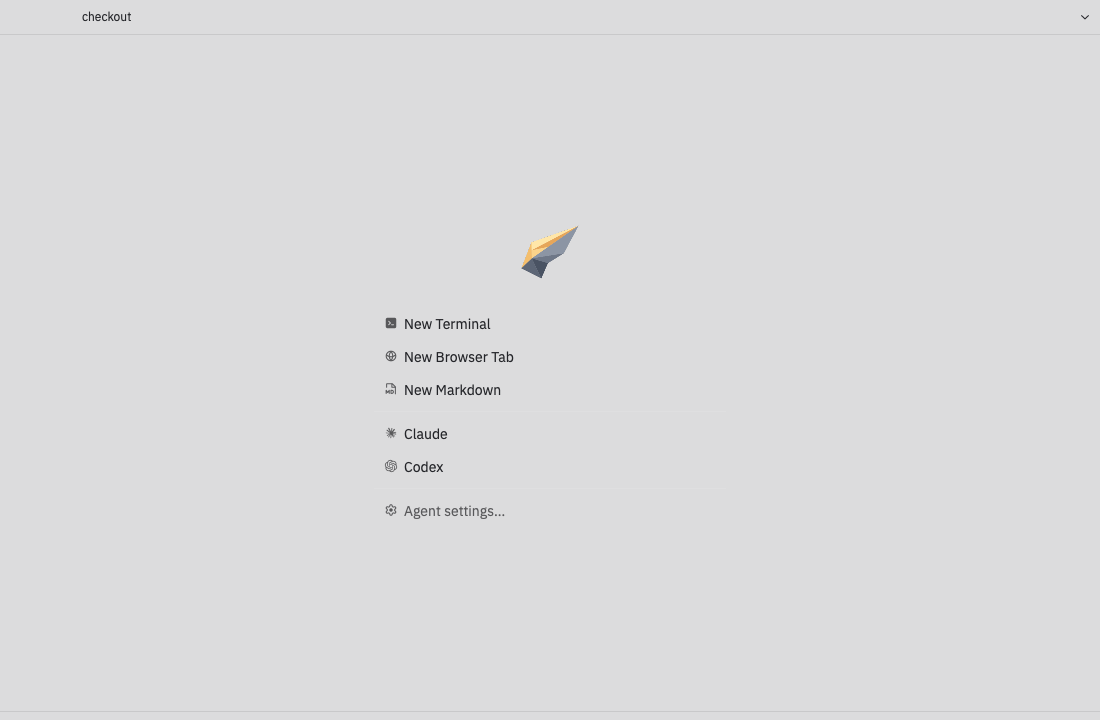 checkout
New Terminal
New Browser Tab
New Markdown
Claude
Codex
Agent settings...